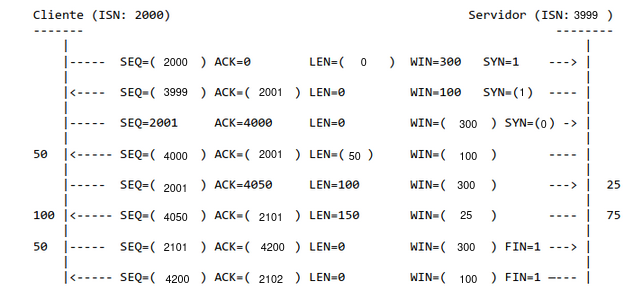 Cliente (ISN: 2000) Servidor (ISN: 3999 )
------- --------
|----- SEQ=( 2000 ) ACK=0 LEN=( 0 ) WIN=300 SYN=1 ---> |
|<---- SEQ=( 3999 ) ACK=( 2001 ) LEN=0 WIN=100 SYN=(1) ---- |
|----- SEQ=2001 ACK=4000 LEN=0 WIN=( 300 ) SYN=(0) -> |
50 |<---- SEQ=( 4000 ) ACK=( 2001 ) LEN=( 50 ) WIN=( 100 ) ---- |
|----- SEQ=( 2001 ) ACK=4050 LEN=100 WIN=( 300 ) ---> | 25
100 |<---- SEQ=( 4050 ) ACK=( 2101 ) LEN=150 WIN=( 25 ) ---- | 75
50 |----- SEQ=( 2101 ) ACK=( 4200 ) LEN=0 WIN=( 300 ) FIN=1 ---> |
|<---- SEQ=( 4200 ) ACK=( 2102 ) LEN=0 WIN=( 100 ) FIN=1 ---- |